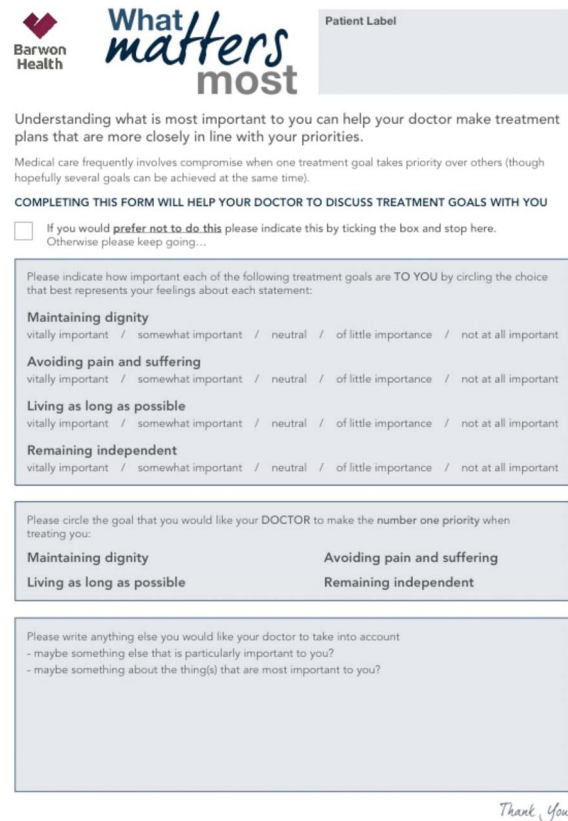 Barwon
Health
What
matters
most
Patient Label
Understanding what is most important to you can help your doctor make treatment
plans that are more closely in line with your priorities.
Medical care frequently involves compromise when one treatment goal takes priority over others (though
hopefully several goals can be achieved at the same time).
COMPLETING THIS FORM WILL HELP YOUR DOCTOR TO DISCUSS TREATMENT GOALS WITH YOU
If you would prefer not to do this please indicate this by ticking the box and stop here.
Otherwise please keep going...
Please indicate how important each of the following treatment goals are TO YOU by circling the choice
that best represents your feelings about each statement:
Maintaining dignity
vitally important / somewhat important / neutral / of little importance / not at all important
Avoiding pain and suffering
vitally important / somewhat important / neutral / of little importance / not at all important
Living as long as possible
vitally important / somewhat important / neutral / of little importance / not at all important
Remaining independent
vitally important / somewhat important / neutral / of little importance / not at all important
Please circle the goal that you would like your DOCTOR to make the number one priority when
treating you:
Maintaining dignity Avoiding pain and suffering
Living as long as possible Remaining independent
Please write anything else you would like your doctor to take into account
- maybe something else that is particularly important to you?
- maybe something about the thing(s) that are most important to you?
Thank You